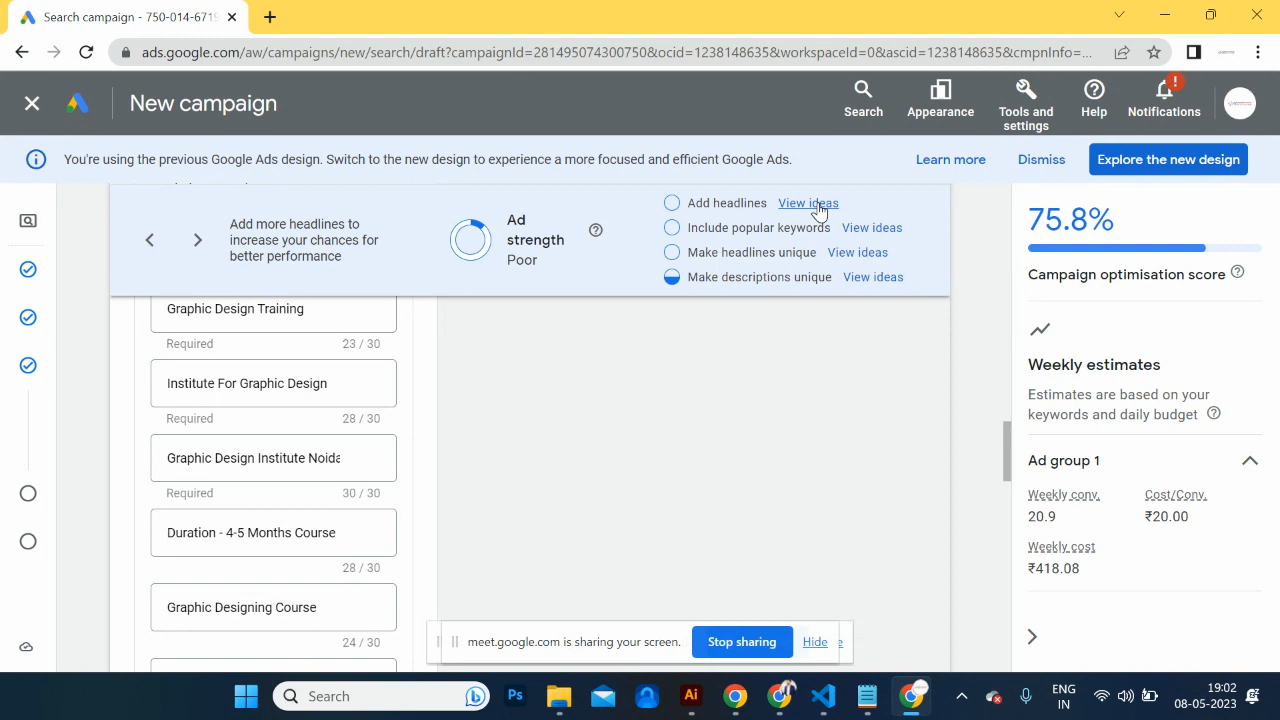 Search campaign - 750-014-6719
ads.google.com/aw/campaigns/new/search/draft?campaignId=2814950743000750&ocid=1238148635&workspaceId=0&ascid=1238148635&cmpnInfo=...
New campaign
Search
Appearance
Tools and
settings
Help
!
Notifications
You're using the previous Google Ads design. Switch to the new design to experience a more focused and efficient Google Ads.
Learn more
Dismiss
Explore the new design
Add more headlines to
increase your chances for
better performance
Ad
strength
Poor
Add headlines View ideas
Include popular keywords View ideas
Make headlines unique View ideas
Make descriptions unique View ideas
Graphic Design Training
Required 23 / 30
Institute For Graphic Design
Required 28 / 30
Graphic Design Institute Noida
Required 30 / 30
Duration - 4-5 Months Course
28 / 30
Graphic Designing Course
24 / 30
75.8%
Campaign optimisation score
Weekly estimates
Estimates are based on your
keywords and daily budget
Ad group 1
Weekly conv. Cost/Conv.
20.9 ₹20.00
Weekly cost
₹418.08
meet.google.com is sharing your screen. Stop sharing Hide
Search
Ps
Ai
ENG
IN
19:02
08-05-2023